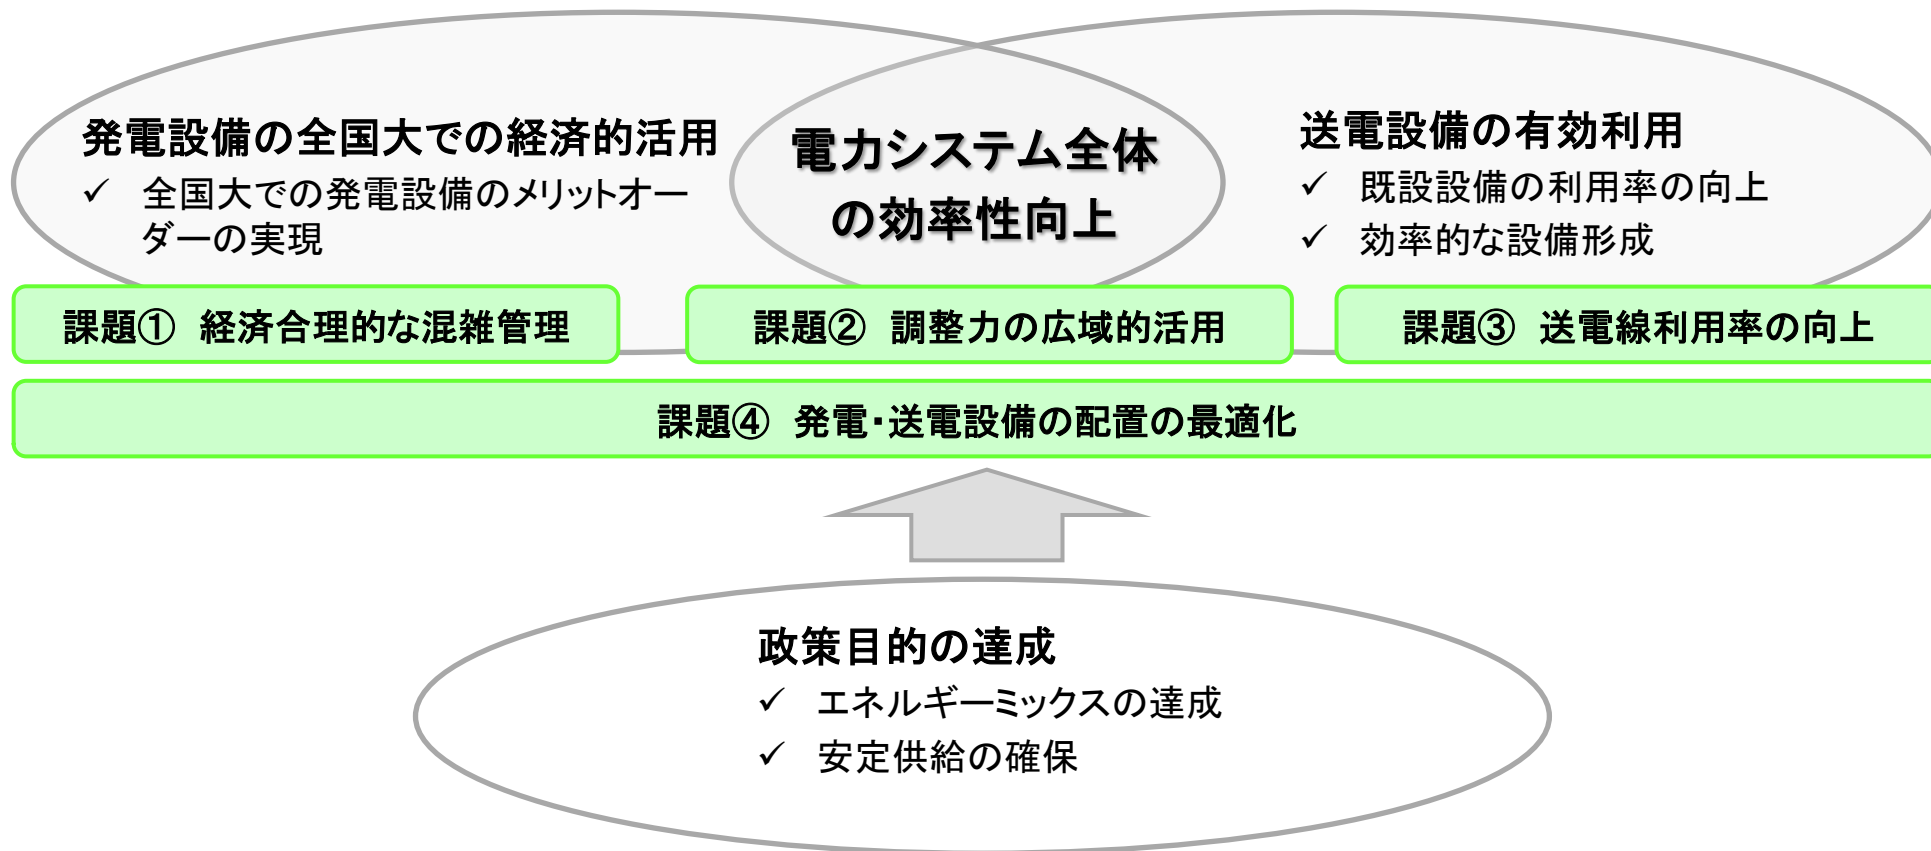 発電設備の全国大での経済的活用
✓ 全国大での発電設備のメリットオー
ダーの実現
電力システム全体
の効率性向上
送電設備の有効利用
✓ 既設設備の利用率の向上
✓ 効率的な設備形成
課題① 経済合理的な混雑管理
課題② 調整力の広域的活用
課題③ 送電線利用率の向上
課題④ 発電・送電設備の配置の最適化
政策目的の達成
✓ エネルギーミックスの達成
✓ 安定供給の確保